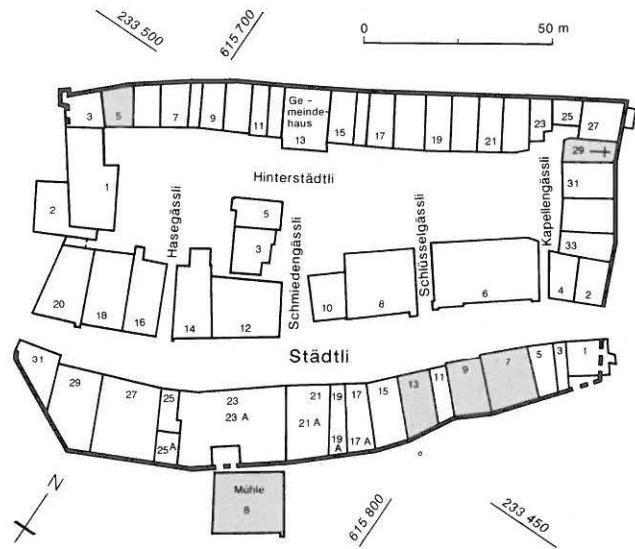 233 500
615 700
0 50 m
3 5 7 9 11
Ge-
meinde-
haus
13
15 17 19 21 23 25 27
29
1
Hinterstädtli
31
2
5
3
33
Hasegässli
Schmiedengässli
Schlüsselgässli
Kapellengässli
20 18 16 14 12 10 8 6 4 2
Städtli
31 29 27 25 23 21 19 17 15 13 11 9 7 5 3 1
25 A
23 A
21 A
19 A
17 A
Mühle
8
N
615 800
233 450